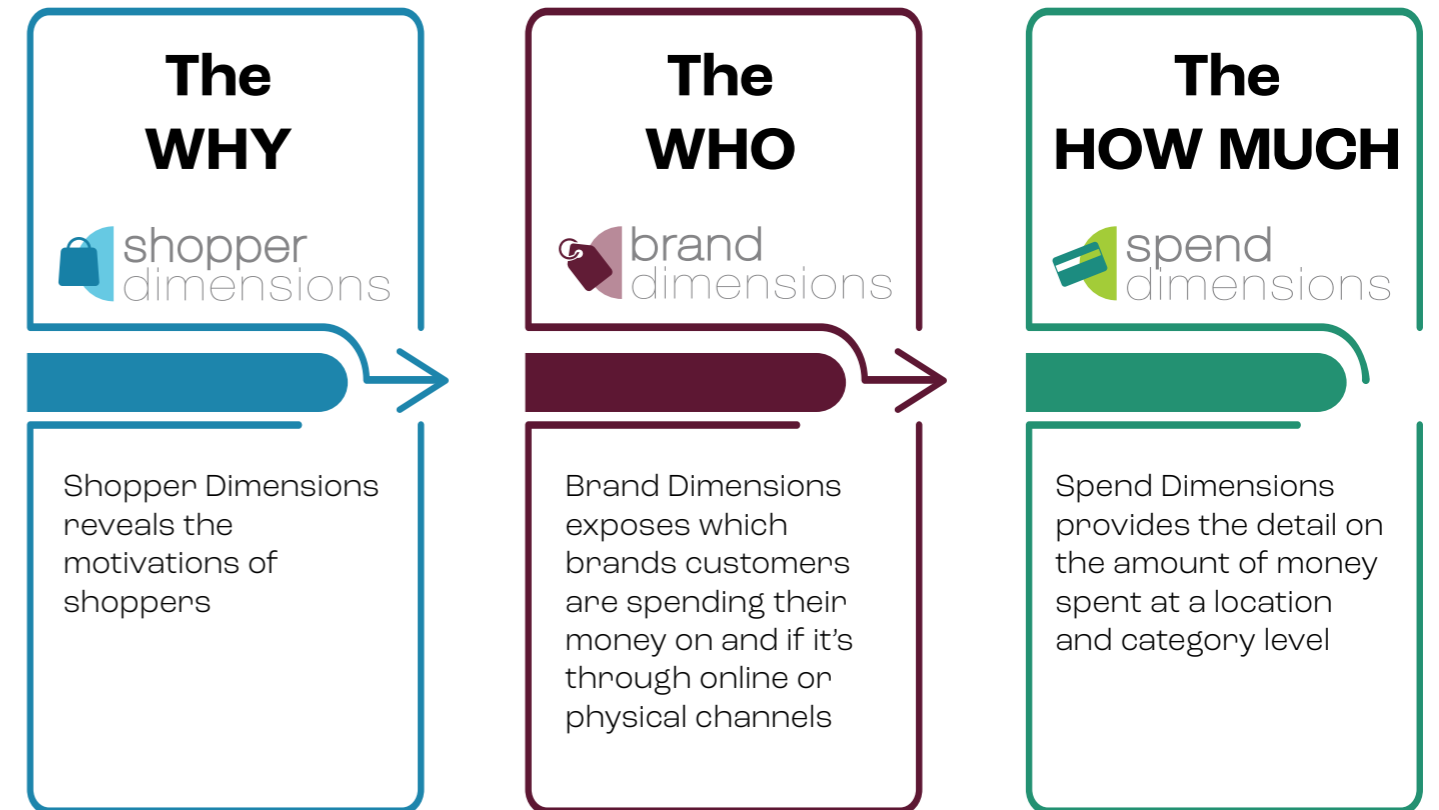 The
WHY
shopper
dimensions
Shopper Dimensions
reveals the
motivations of
shoppers
The
WHO
brand
dimensions
Brand Dimensions
exposes which
brands customers
are spending their
money on and if it’s
through online or
physical channels
The
HOW MUCH
spend
dimensions
Spend Dimensions
provides the detail on
the amount of money
spent at a location
and category level